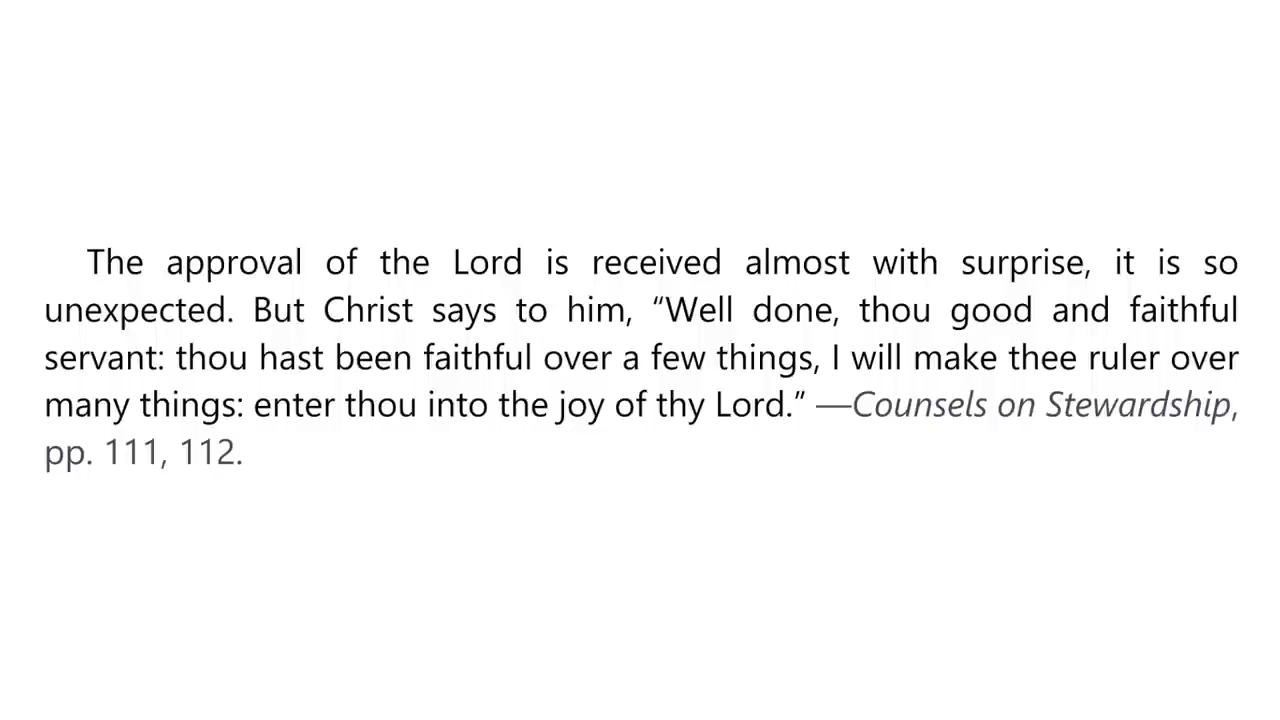 The approval of the Lord is received almost with surprise, it is so
unexpected. But Christ says to him, “Well done, thou good and faithful
servant: thou hast been faithful over a few things, I will make thee ruler over
many things: enter thou into the joy of thy Lord.” —Counsels on Stewardship,
pp. 111, 112.